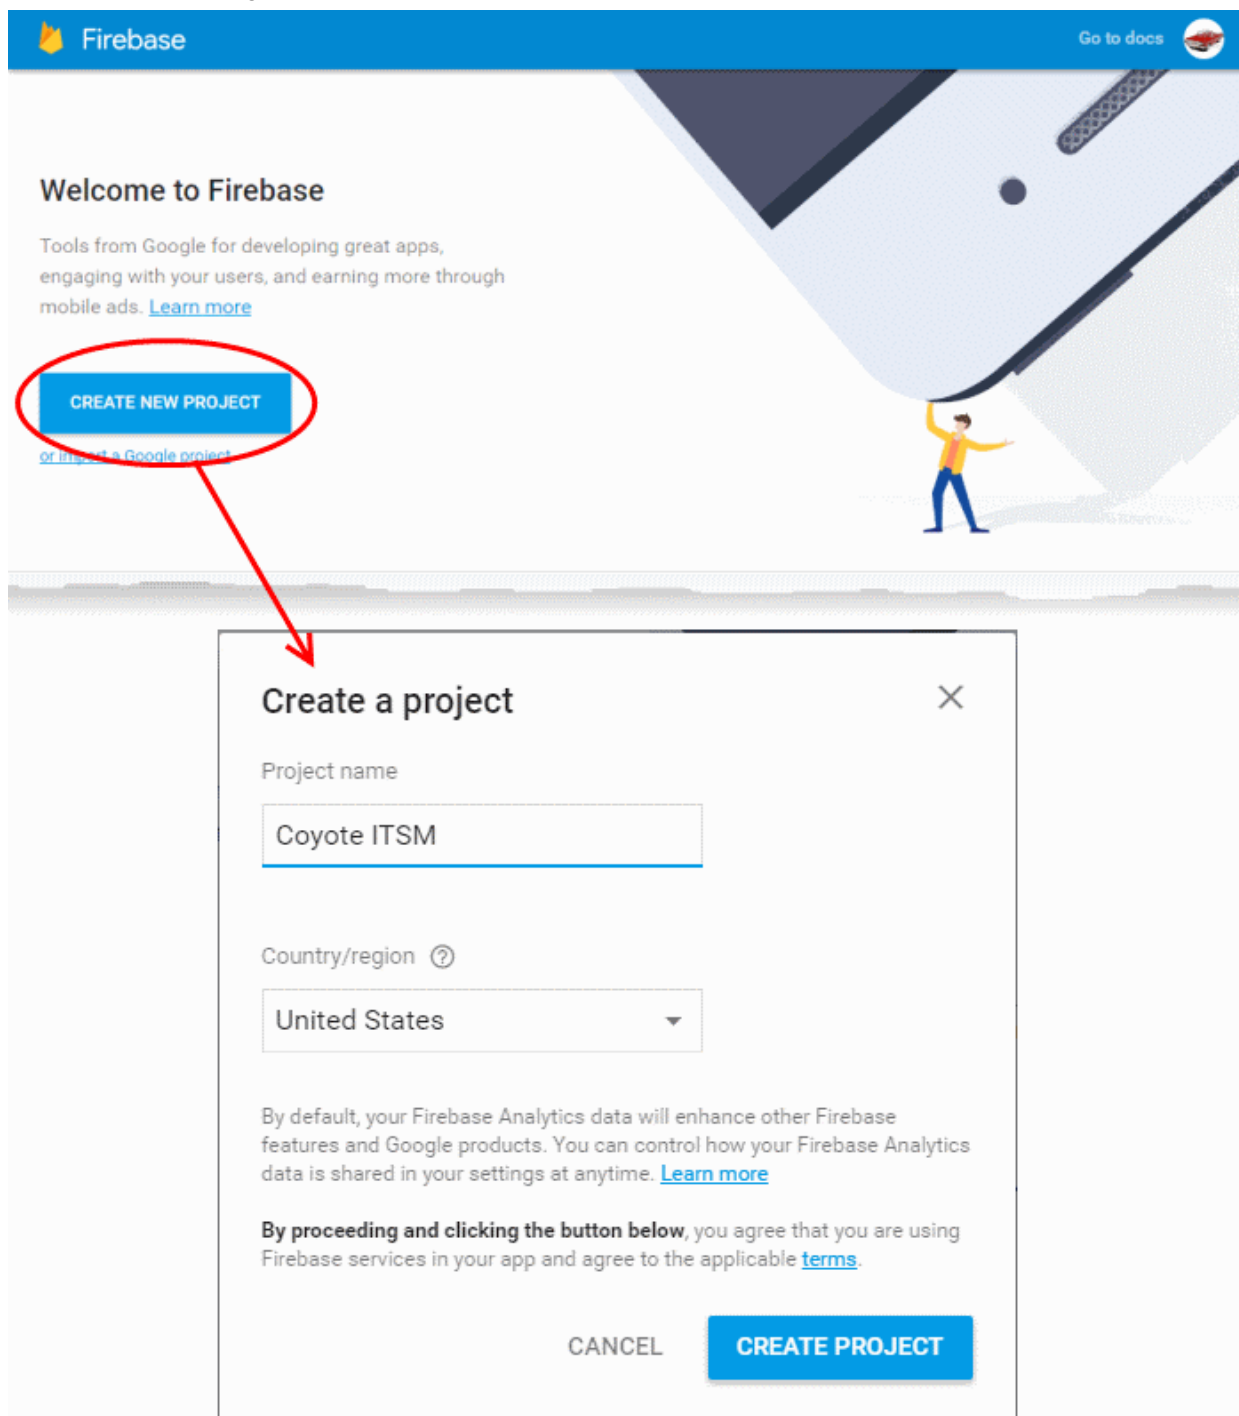 Firebase
Go to docs
Welcome to Firebase
Tools from Google for developing great apps,
engaging with your users, and earning more through
mobile ads. Learn more
CREATE NEW PROJECT
or import a Google project
Create a project
Project name
Coyote ITSM
Country/region
United States
By default, your Firebase Analytics data will enhance other Firebase
features and Google products. You can control how your Firebase Analytics
data is shared in your settings at anytime. Learn more
By proceeding and clicking the button below, you agree that you are using
Firebase services in your app and agree to the applicable terms.
CANCEL
CREATE PROJECT